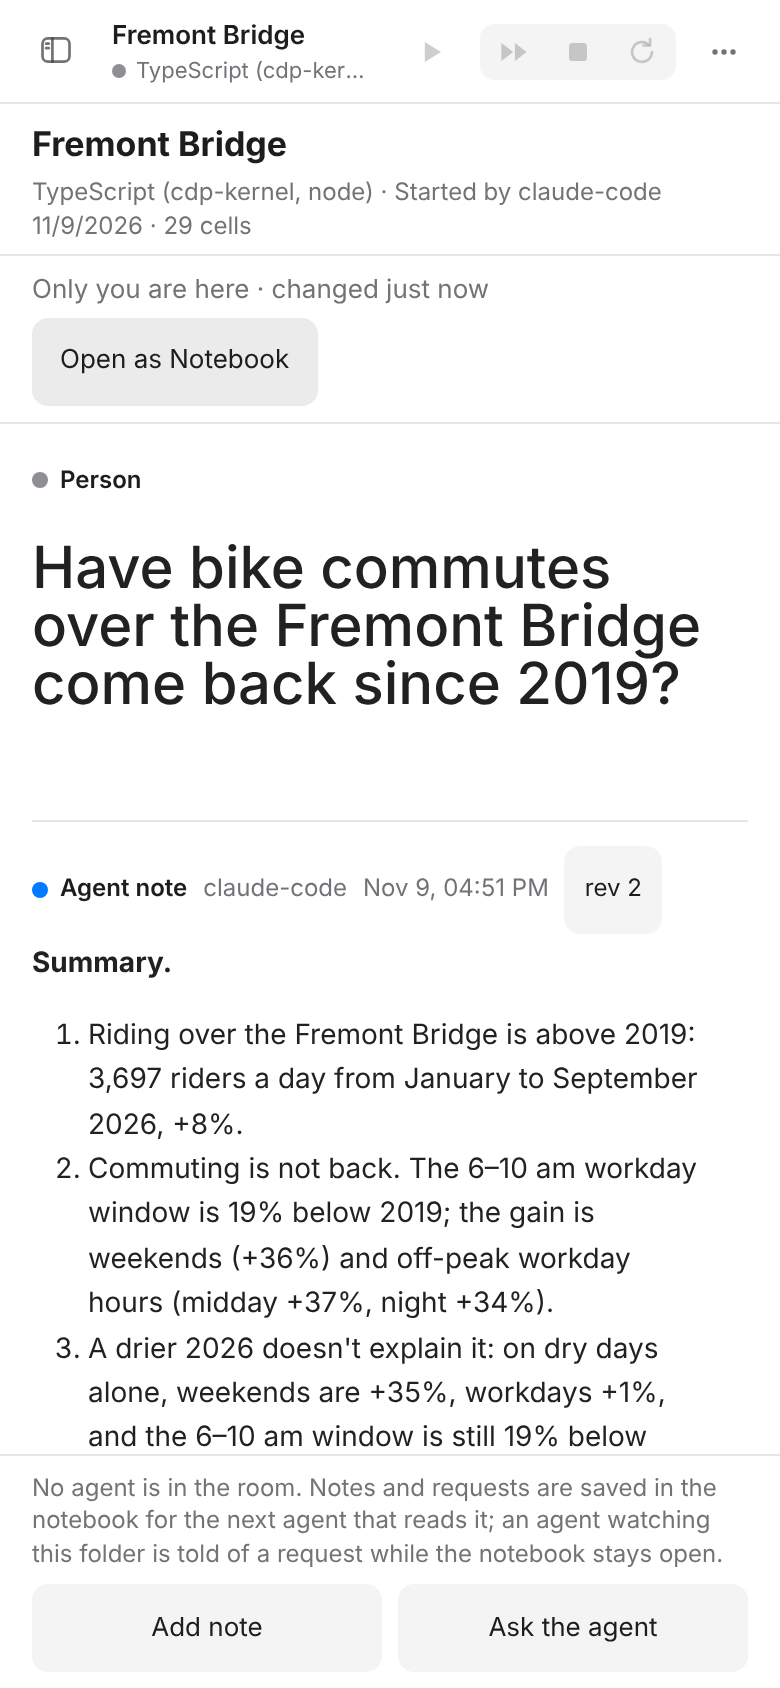 Fremont Bridge
TypeScript (cdp-ker...
Fremont Bridge
TypeScript (cdp-kernel, node) · Started by claude-code
11/9/2026 · 29 cells
Only you are here · changed just now
Open as Notebook
Person
Have bike commutes
over the Fremont Bridge
come back since 2019?
Agent note claude-code Nov 9, 04:51 PM rev 2
Summary.
1. Riding over the Fremont Bridge is above 2019:
3,697 riders a day from January to September
2026, +8%.
2. Commuting is not back. The 6–10 am workday
window is 19% below 2019; the gain is
weekends (+36%) and off-peak workday
hours (midday +37%, night +34%).
3. A drier 2026 doesn't explain it: on dry days
alone, weekends are +35%, workdays +1%,
and the 6–10 am window is still 19% below
No agent is in the room. Notes and requests are saved in the
notebook for the next agent that reads it; an agent watching
this folder is told of a request while the notebook stays open.
Add note
Ask the agent